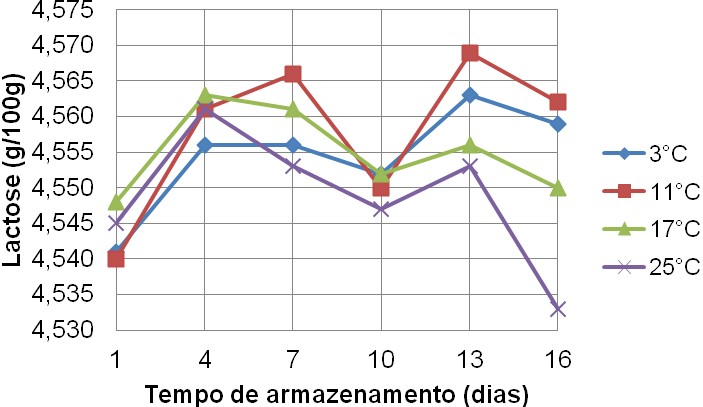 4,575
4,570
4,565
4,560
4,555
4,550
4,545
4,540
4,535
4,530
Lactose (g/100g)
1 4 7 10 13 16
Tempo de armazenamento (dias)
3°C
11°C
17°C
25°C